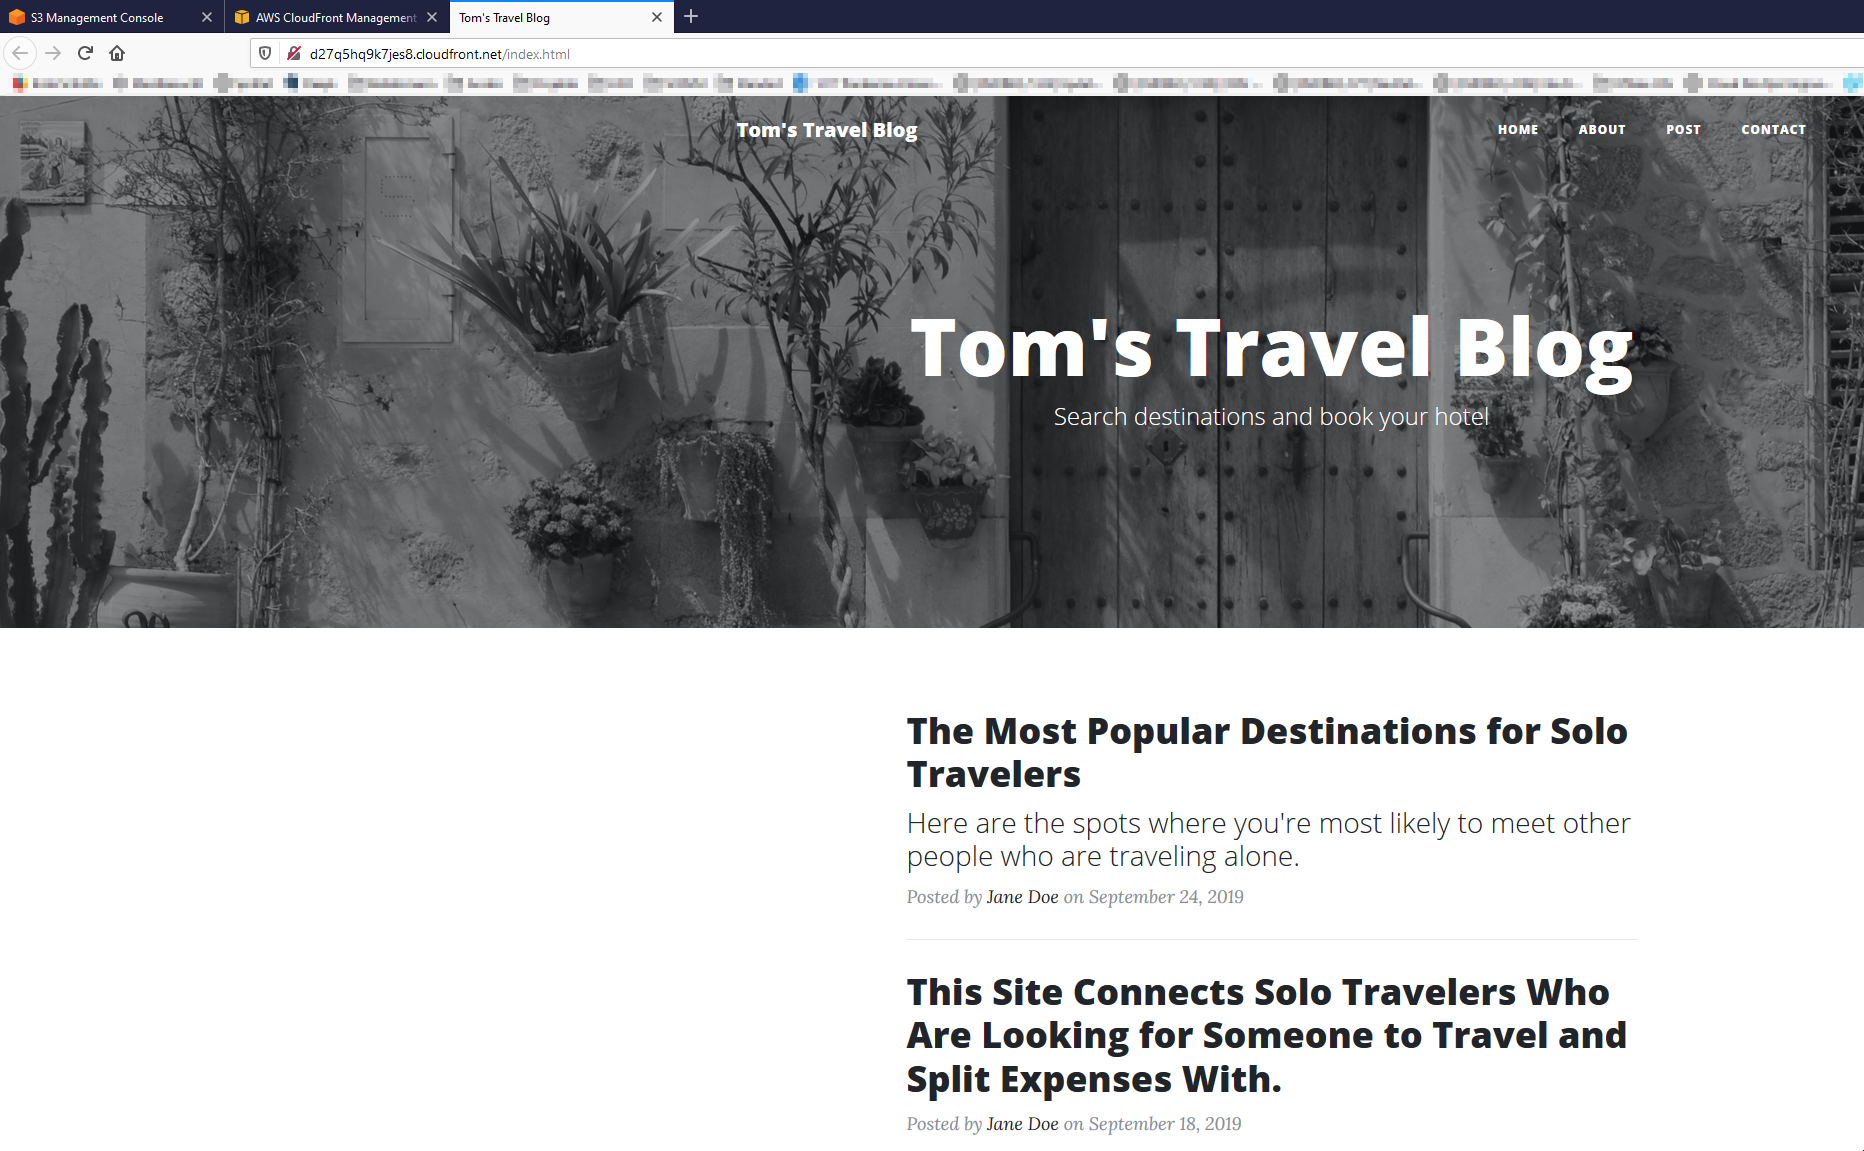 S3 Management Console
AWS CloudFront Management
Tom's Travel Blog
d27q5hq9k7jes8.cloudfront.net/index.html
Tom's Travel Blog
HOME ABOUT POST CONTACT
Tom's Travel Blog
Search destinations and book your hotel
The Most Popular Destinations for Solo
Travelers
Here are the spots where you're most likely to meet other
people who are traveling alone.
Posted by Jane Doe on September 24, 2019
This Site Connects Solo Travelers Who
Are Looking for Someone to Travel and
Split Expenses With.
Posted by Jane Doe on September 18, 2019